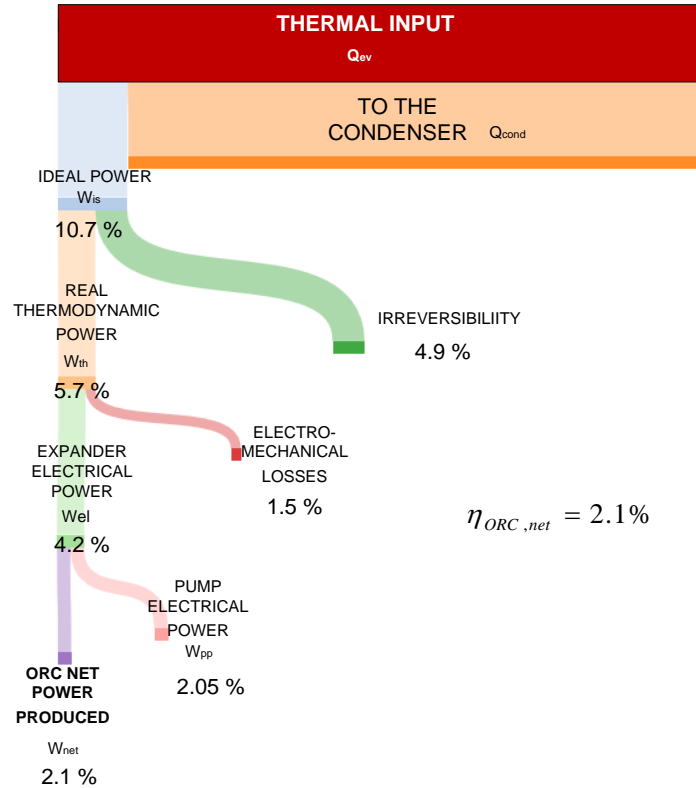 THERMAL INPUT
Qev
TO THE
CONDENSER Qcond
IDEAL POWER
Wis
10.7 %
REAL
THERMODYNAMIC
POWER
Wth
5.7 %
IRREVERSIBILIITY
4.9 %
EXPANDER
ELECTRICAL
POWER
Wel
4.2 %
ELECTRO-
MECHANICAL
LOSSES
1.5 %
ηORC ,net = 2.1%
PUMP
ELECTRICAL
POWER
Wpp
2.05 %
ORC NET
POWER
PRODUCED
Wnet
2.1 %